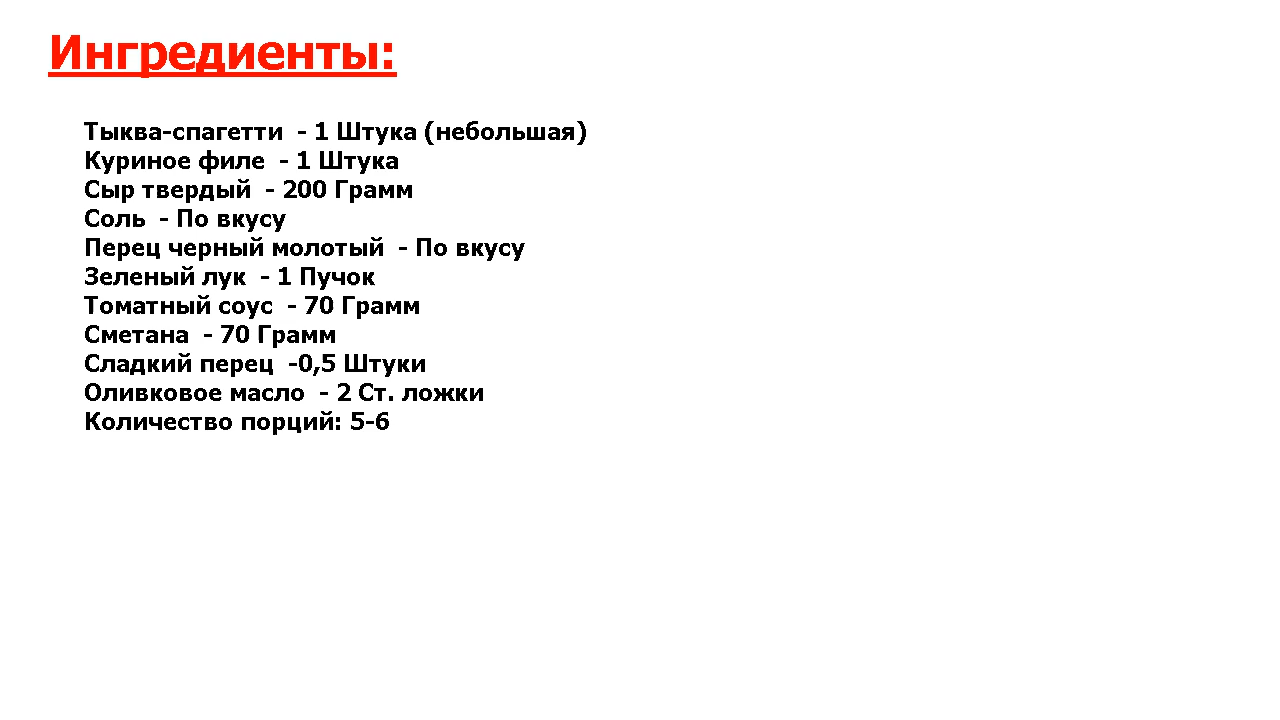 Ингредиенты:
Тыква-спагетти  - 1 Штука (небольшая)
Куриное филе  - 1 Штука
Сыр твердый  - 200 Грамм
Соль  - По вкусу
Перец черный молотый  - По вкусу
Зеленый лук  - 1 Пучок
Томатный соус  - 70 Грамм
Сметана  - 70 Грамм
Сладкий перец  -0,5 Штуки
Оливковое масло  - 2 Ст. ложки
Количество порций: 5-6